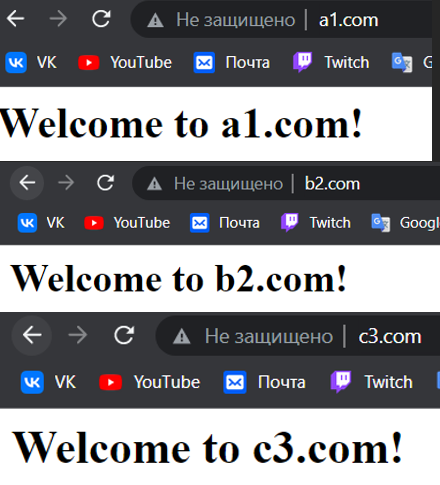 Не защищено | a1.com
VK YouTube Почта Twitch G
Welcome to a1.com!
Не защищено | b2.com
VK YouTube Почта Twitch Googl
Welcome to b2.com!
Не защищено | c3.com
VK YouTube Почта Twitch
Welcome to c3.com!